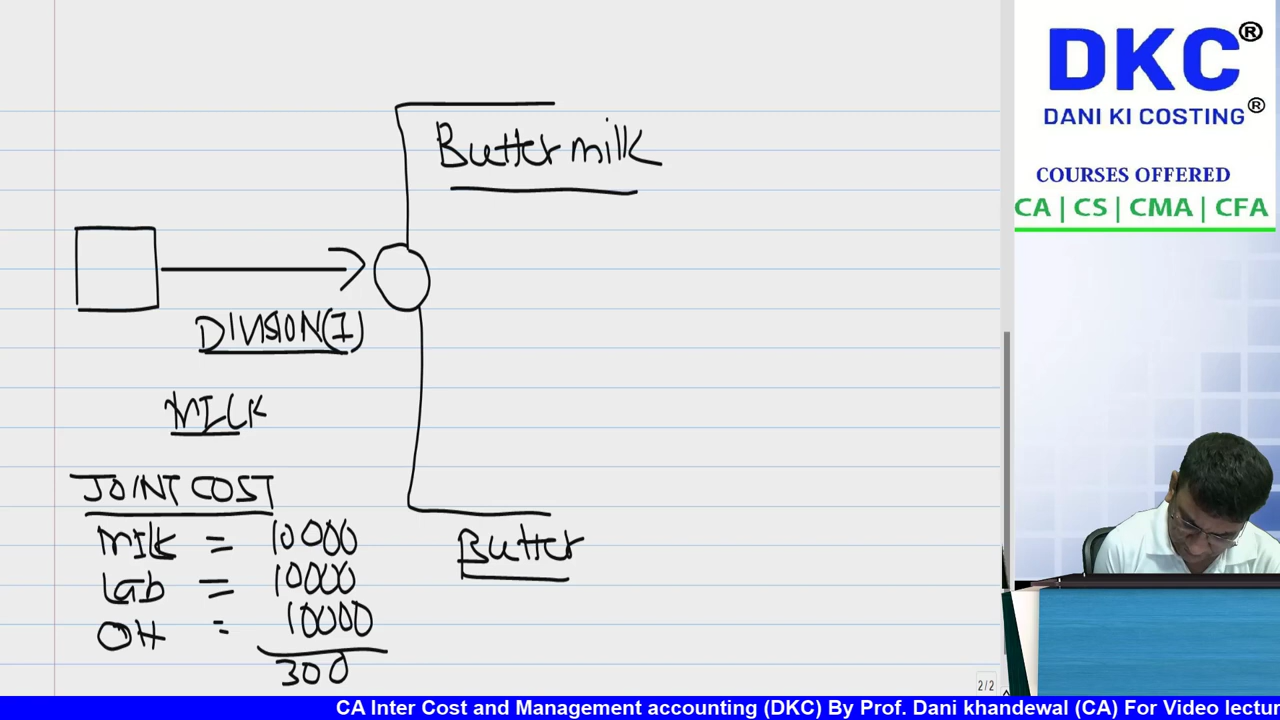 Buttermilk
DIVISION(I)
MILK
JOINT COST
Milk = 10000
Lab = 10000
OH = 10000
300
Butter
2/2
DKC®
DANI KI COSTING®
COURSES OFFERED
CA | CS | CMA | CFA
CA Inter Cost and Management accounting (DKC) By Prof. Dani khandewal (CA) For Video lectur